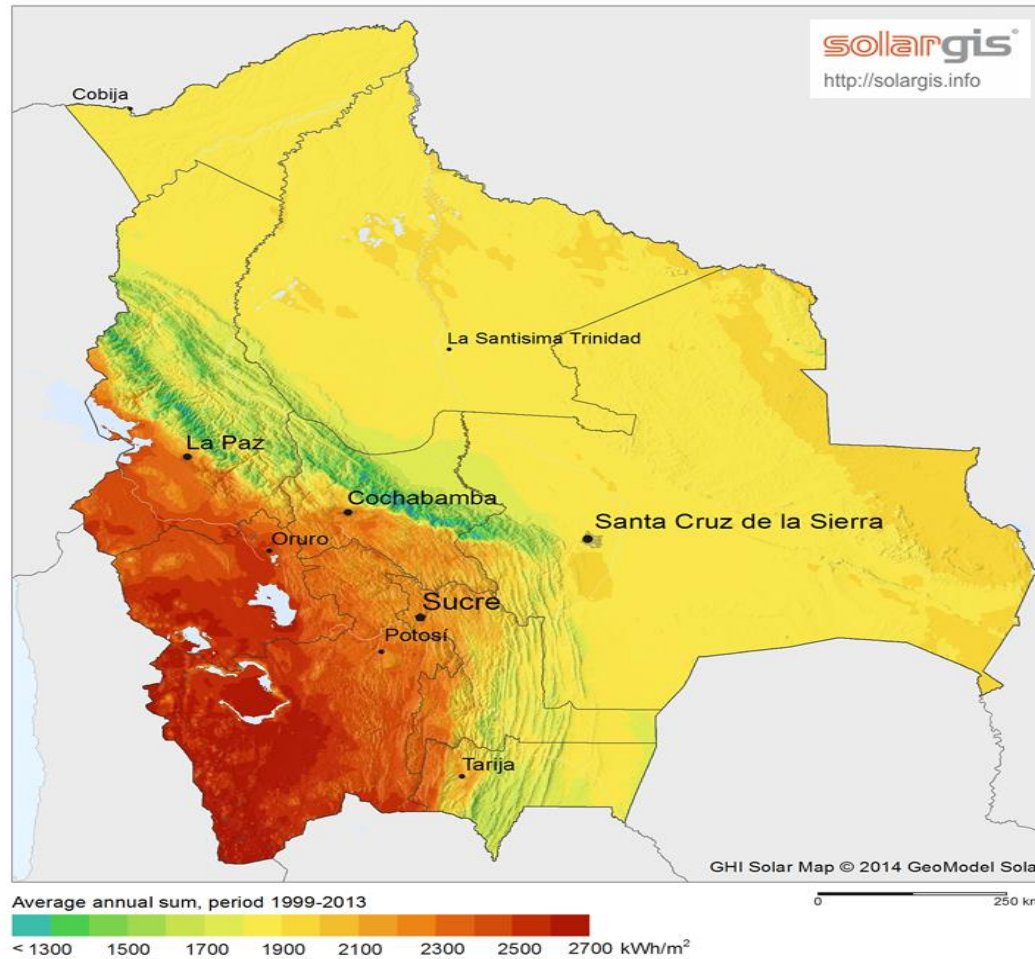 solargis®
http://solargis.info
Cobija
La Santisima Trinidad
La Paz
Cochabamba
Santa Cruz de la Sierra
Oruro
Sucre
Potosí
Tarija
GHI Solar Map © 2014 GeoModel Solar
Average annual sum, period 1999-2013
0 250 km
< 1300 1500 1700 1900 2100 2300 2500 2700 kWh/m²